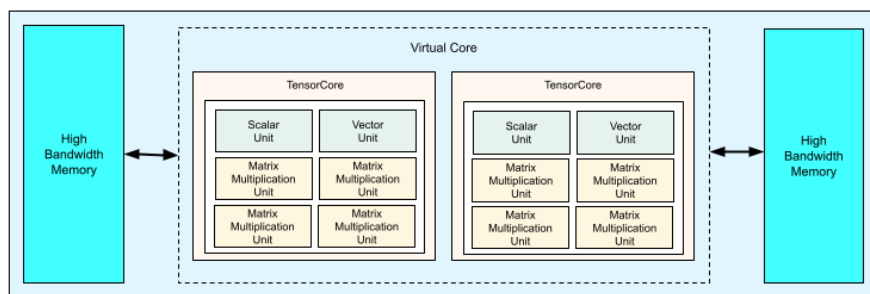 High
Bandwidth
Memory
Virtual Core
TensorCore
Scalar
Unit
Vector
Unit
Matrix
Multiplication
Unit
Matrix
Multiplication
Unit
Matrix
Multiplication
Unit
Matrix
Multiplication
Unit
TensorCore
Scalar
Unit
Vector
Unit
Matrix
Multiplication
Unit
Matrix
Multiplication
Unit
Matrix
Multiplication
Unit
Matrix
Multiplication
Unit
High
Bandwidth
Memory